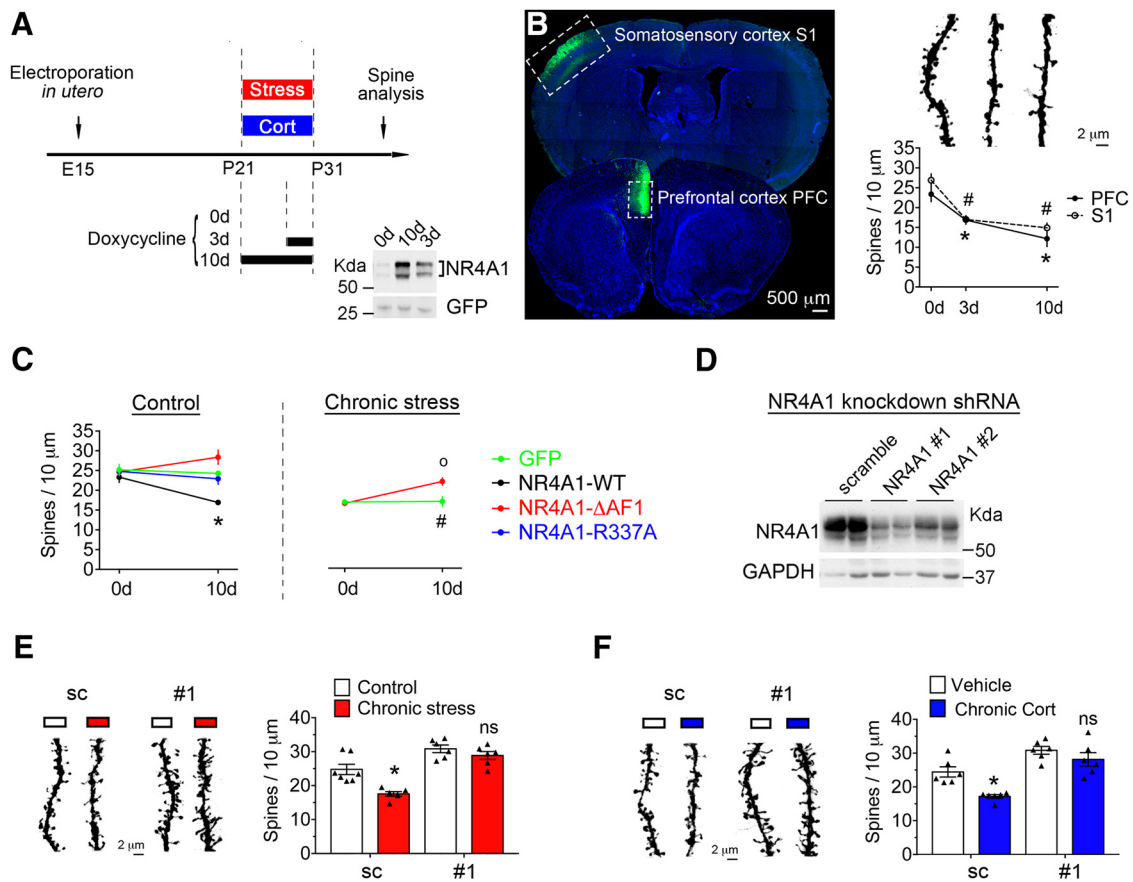 A
Electroporation
in utero
Stress
Cort
Spine
analysis
E15
P21
P31
Doxycycline
0d
3d
10d
0d
10d
3d
Kda
50
25
NR4A1
GFP
B
Somatosensory cortex S1
Prefrontal cortex PFC
500 μm
2 μm
Spines / 10 μm
30
25
20
15
10
5
0
#
#
*
*
PFC
S1
0d
3d
10d
C
Control
Chronic stress
Spines / 10 μm
35
30
25
20
15
10
5
0
*
o
#
0d
10d
0d
10d
GFP
NR4A1-WT
NR4A1-ΔAF1
NR4A1-R337A
D
NR4A1 knockdown shRNA
scramble
NR4A1 #1
NR4A1 #2
Kda
NR4A1
50
GAPDH
37
E
sc
#1
2 μm
Control
Chronic stress
Spines / 10 μm
40
30
20
10
0
*
ns
sc
#1
F
sc
#1
2 μm
Vehicle
Chronic Cort
Spines / 10 μm
40
30
20
10
0
*
ns
sc
#1